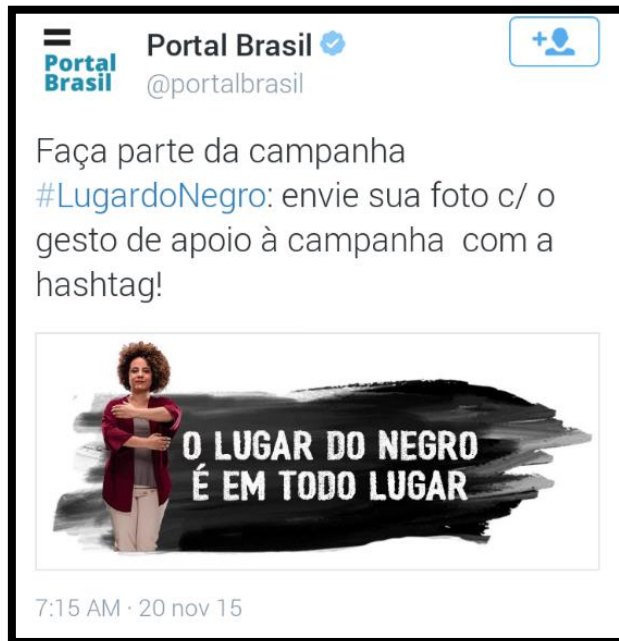 Portal Brasil
Portal
Brasil
@portalbrasil
Faça parte da campanha
#LugardoNegro: envie sua foto c/ o
gesto de apoio à campanha com a
hashtag!
O LUGAR DO NEGRO
É EM TODO LUGAR
7:15 AM · 20 nov 15